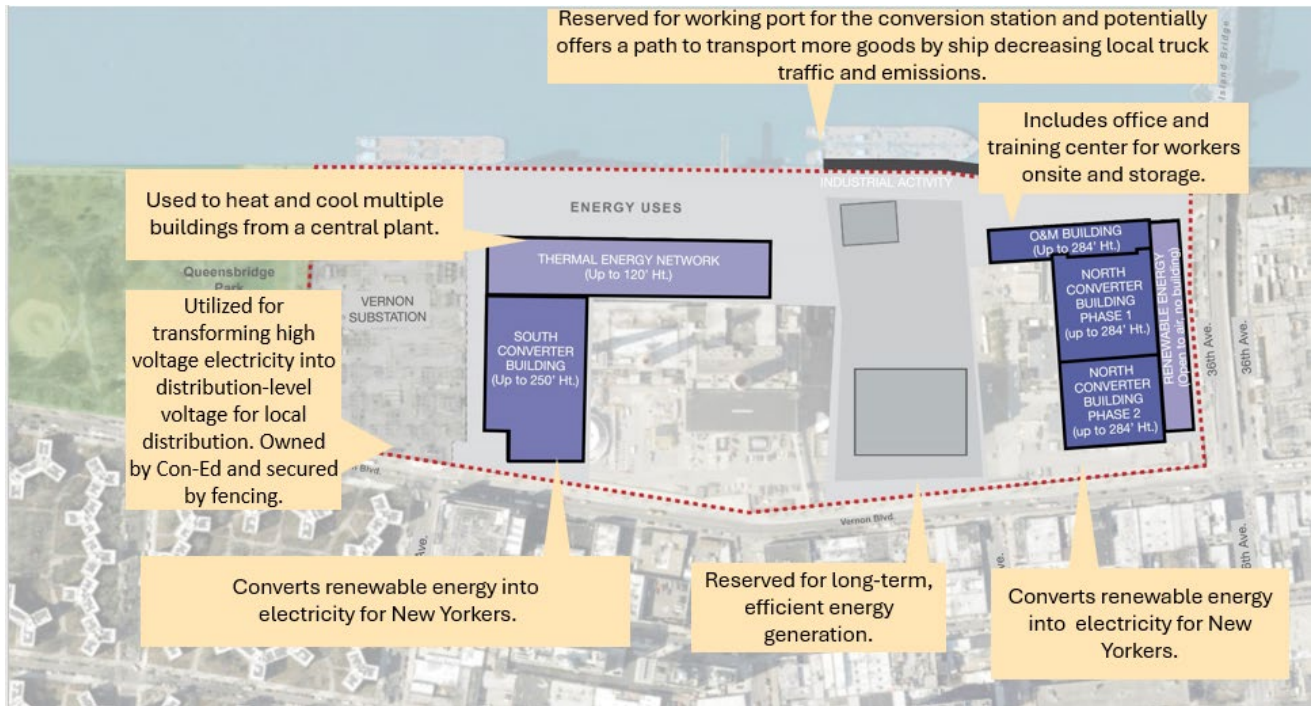 Reserved for working port for the conversion station and potentially
offers a path to transport more goods by ship decreasing local truck
traffic and emissions.
Island Bridge
Includes office and
training center for workers
onsite and storage.
Used to heat and cool multiple
buildings from a central plant.
ENERGY USES
INDUSTRIAL ACTIVITY
O&M BUILDING
(Up to 284' Ht.)
THERMAL ENERGY NETWORK
(Up to 120' Ht.)
Queensbridge
Park
VERNON
SUBSTATION
NORTH
CONVERTER
BUILDING
PHASE 1
(up to 284' Ht.)
RENEWABLE ENERGY
(Open to air, no building)
36th Ave.
36th Ave.
Utilized for
transforming high
voltage electricity into
distribution-level
voltage for local
distribution. Owned
by Con-Ed and secured
by fencing.
SOUTH
CONVERTER
BUILDING
(Up to 250' Ht.)
NORTH
CONVERTER
BUILDING
PHASE 2
(up to 284' Ht.)
Blvd.
Vernon Blvd.
Ave.
6th Ave.
Converts renewable energy into
electricity for New Yorkers.
Reserved for long-term,
efficient energy
generation.
Converts renewable energy
into electricity for New
Yorkers.